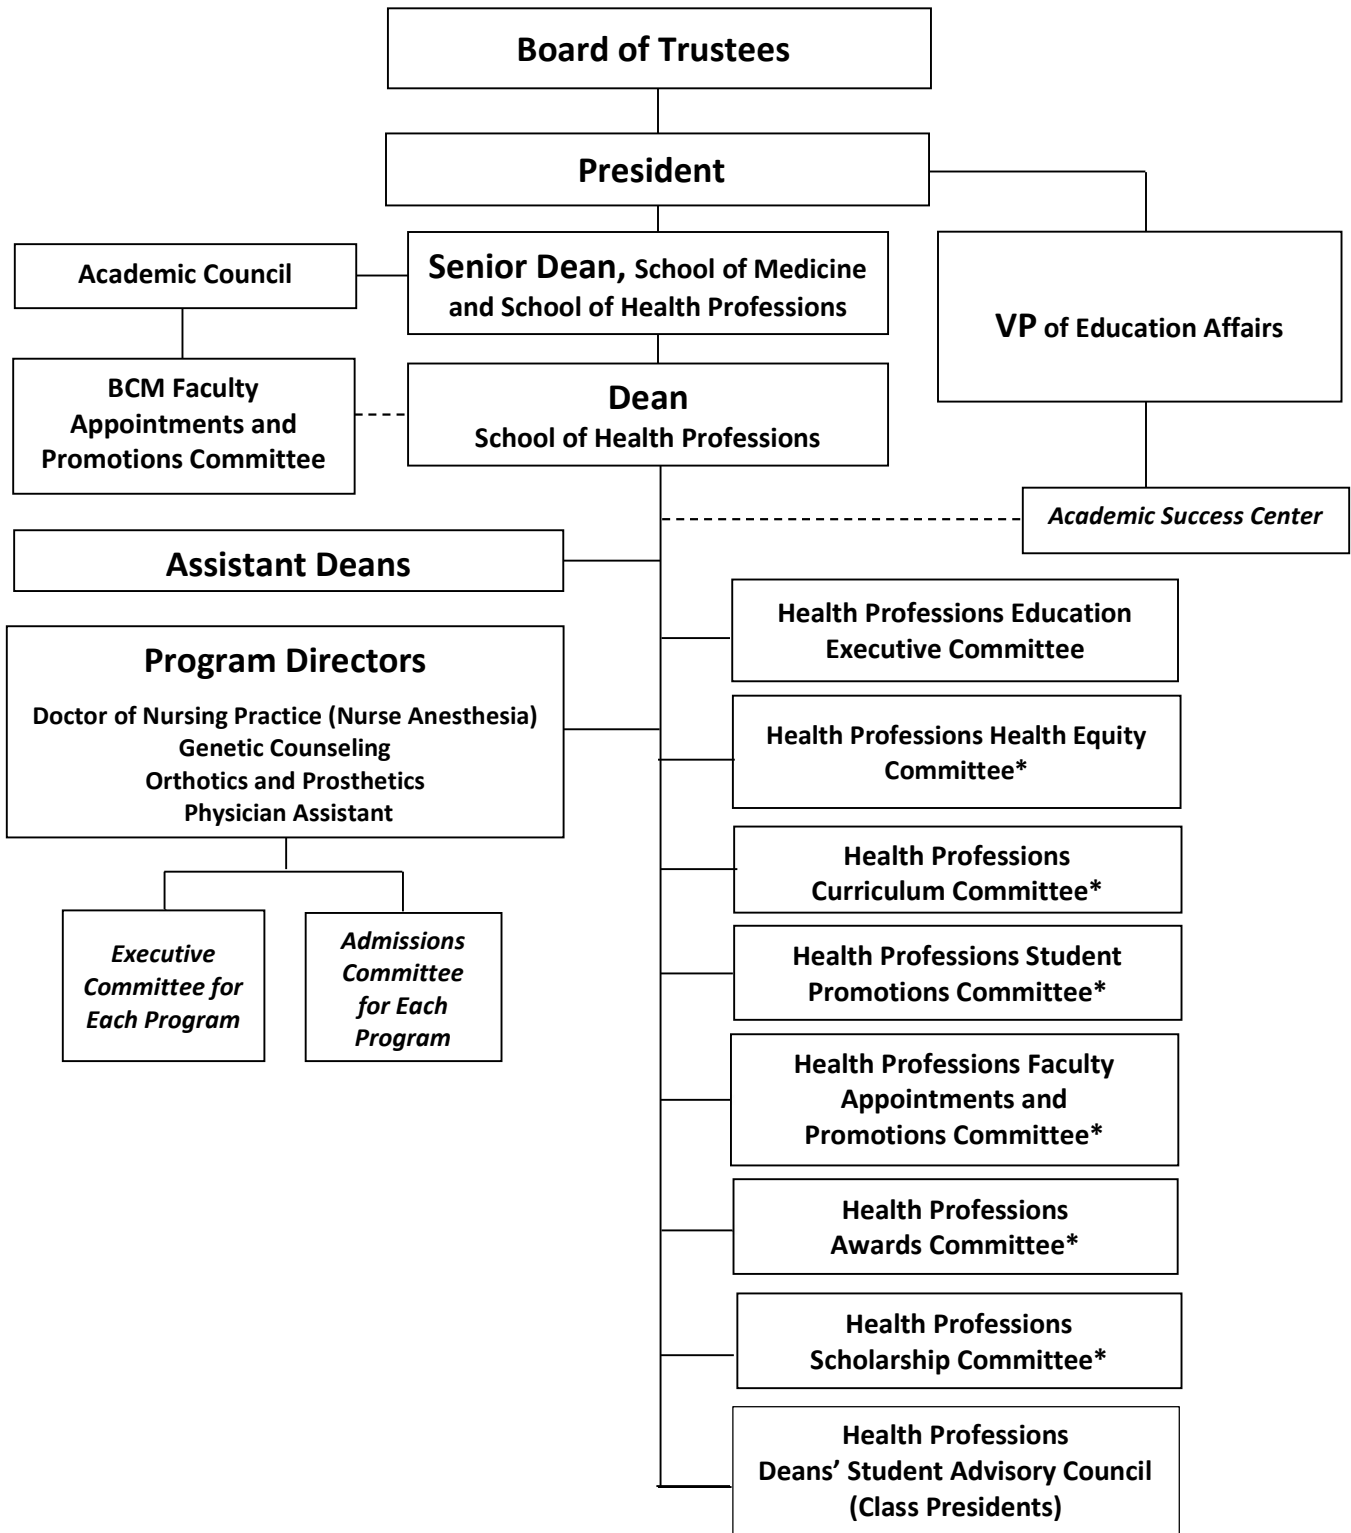 Board of Trustees
President
Academic Council
Senior Dean, School of Medicine
and School of Health Professions
VP of Education Affairs
BCM Faculty
Appointments and
Promotions Committee
Dean
School of Health Professions
Academic Success Center
Assistant Deans
Health Professions Education
Executive Committee
Program Directors
Doctor of Nursing Practice (Nurse Anesthesia)
Genetic Counseling
Orthotics and Prosthetics
Physician Assistant
Health Professions Health Equity
Committee*
Health Professions
Curriculum Committee*
Executive
Committee for
Each Program
Admissions
Committee
for Each
Program
Health Professions Student
Promotions Committee*
Health Professions Faculty
Appointments and
Promotions Committee*
Health Professions
Awards Committee*
Health Professions
Scholarship Committee*
Health Professions
Deans’ Student Advisory Council
(Class Presidents)